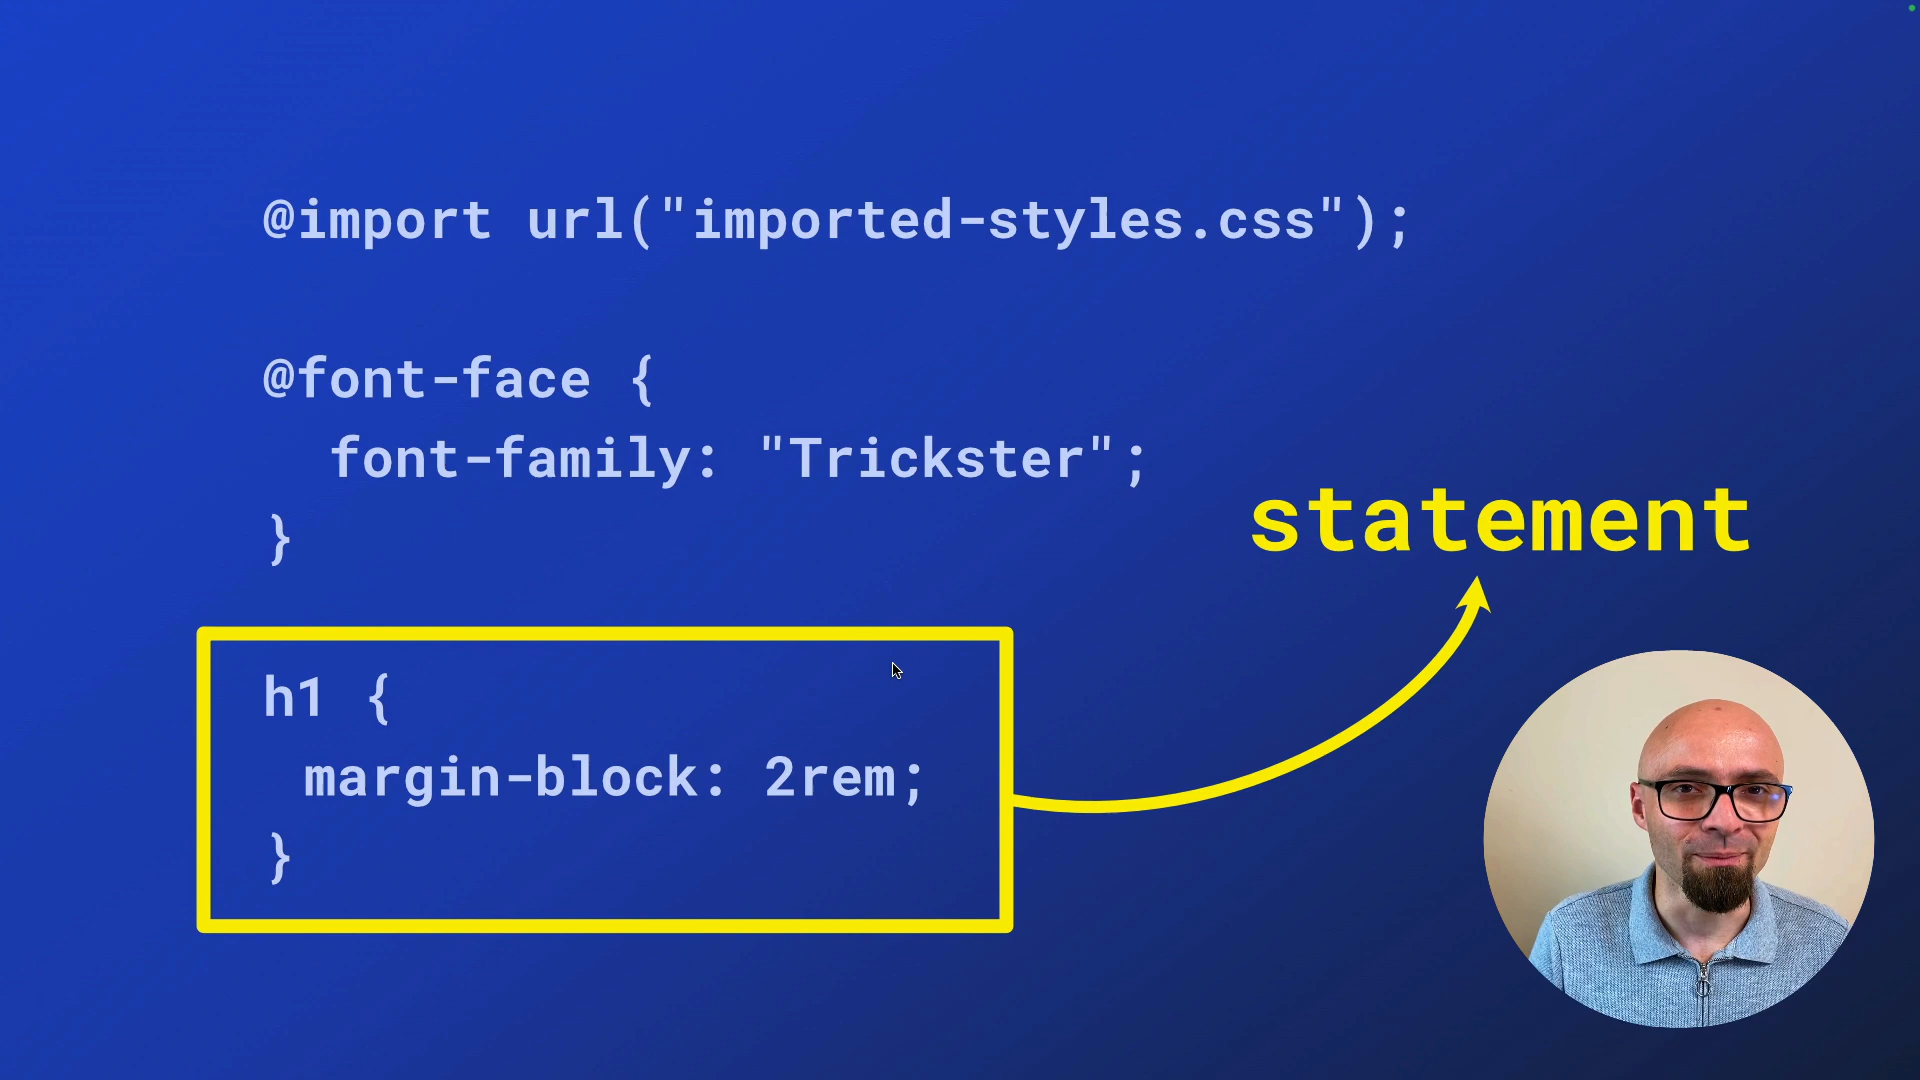 @import url("imported-styles.css");
@font-face {
font-family: "Trickster";
}
statement
h1 {
margin-block: 2rem;
}